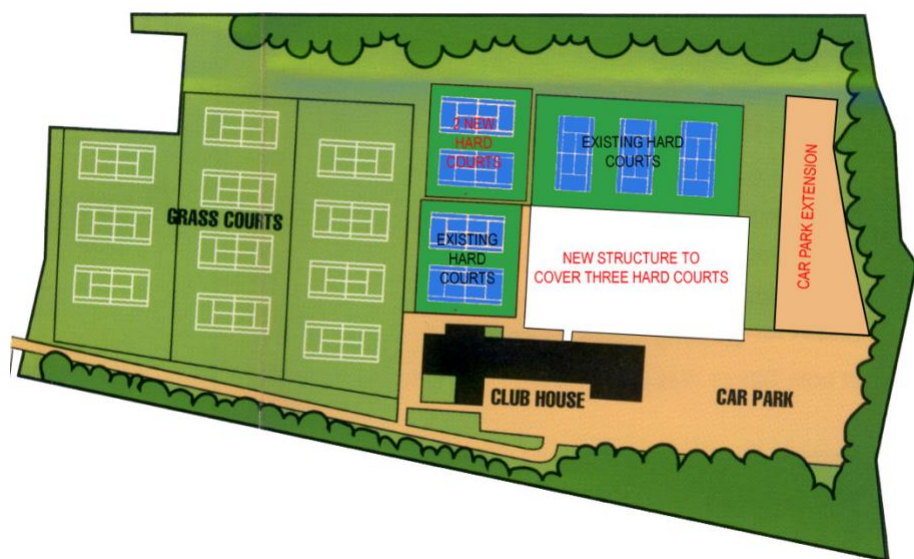 2 NEW
HARD
COURTS
EXISTING HARD
COURTS
GRASS COURTS
EXISTING
HARD
COURTS
NEW STRUCTURE TO
COVER THREE HARD COURTS
CAR PARK EXTENSION
CLUB HOUSE
CAR PARK